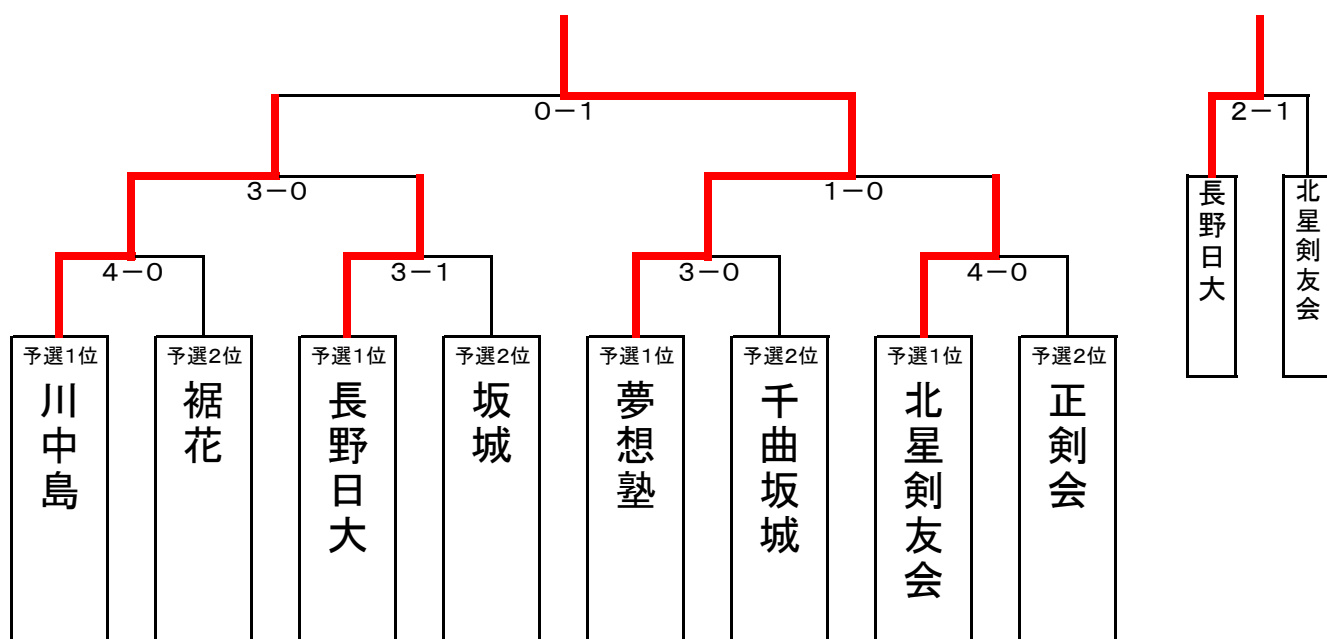 0－1
2－1
3－0
1－0
4－0
3－1
3－0
4－0
長野日大
北星剣友会
予選1位
川中島
予選2位
裾花
予選1位
長野日大
予選2位
坂城
予選1位
夢想塾
予選2位
千曲坂城
予選1位
北星剣友会
予選2位
正剣会